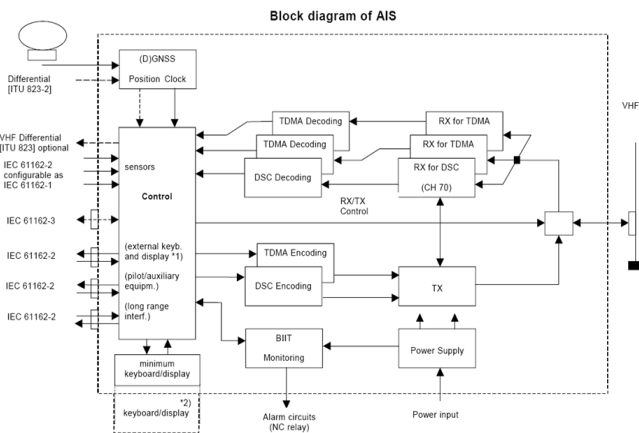 Block diagram of AIS
(D)GNSS
Position Clock
Differential
[ITU 823-2]
VHF
TDMA Decoding
RX for TDMA
VHF Differential
[ITU 823] optional
TDMA Decoding
RX for TDMA
IEC 61162-2
configurable as
IEC 61162-1
sensors
DSC Decoding
RX for DSC
(CH 70)
Control
RX/TX
Control
IEC 61162-3
IEC 61162-2
(external keyb.
and display *1)
TDMA Encoding
IEC 61162-2
(pilot/auxiliary
equipm.)
DSC Encoding
TX
IEC 61162-2
(long range
interf.)
BIIT
Monitoring
Power Supply
minimum
keyboard/display
*2)
keyboard/display
Alarm circuits
(NC relay)
Power input